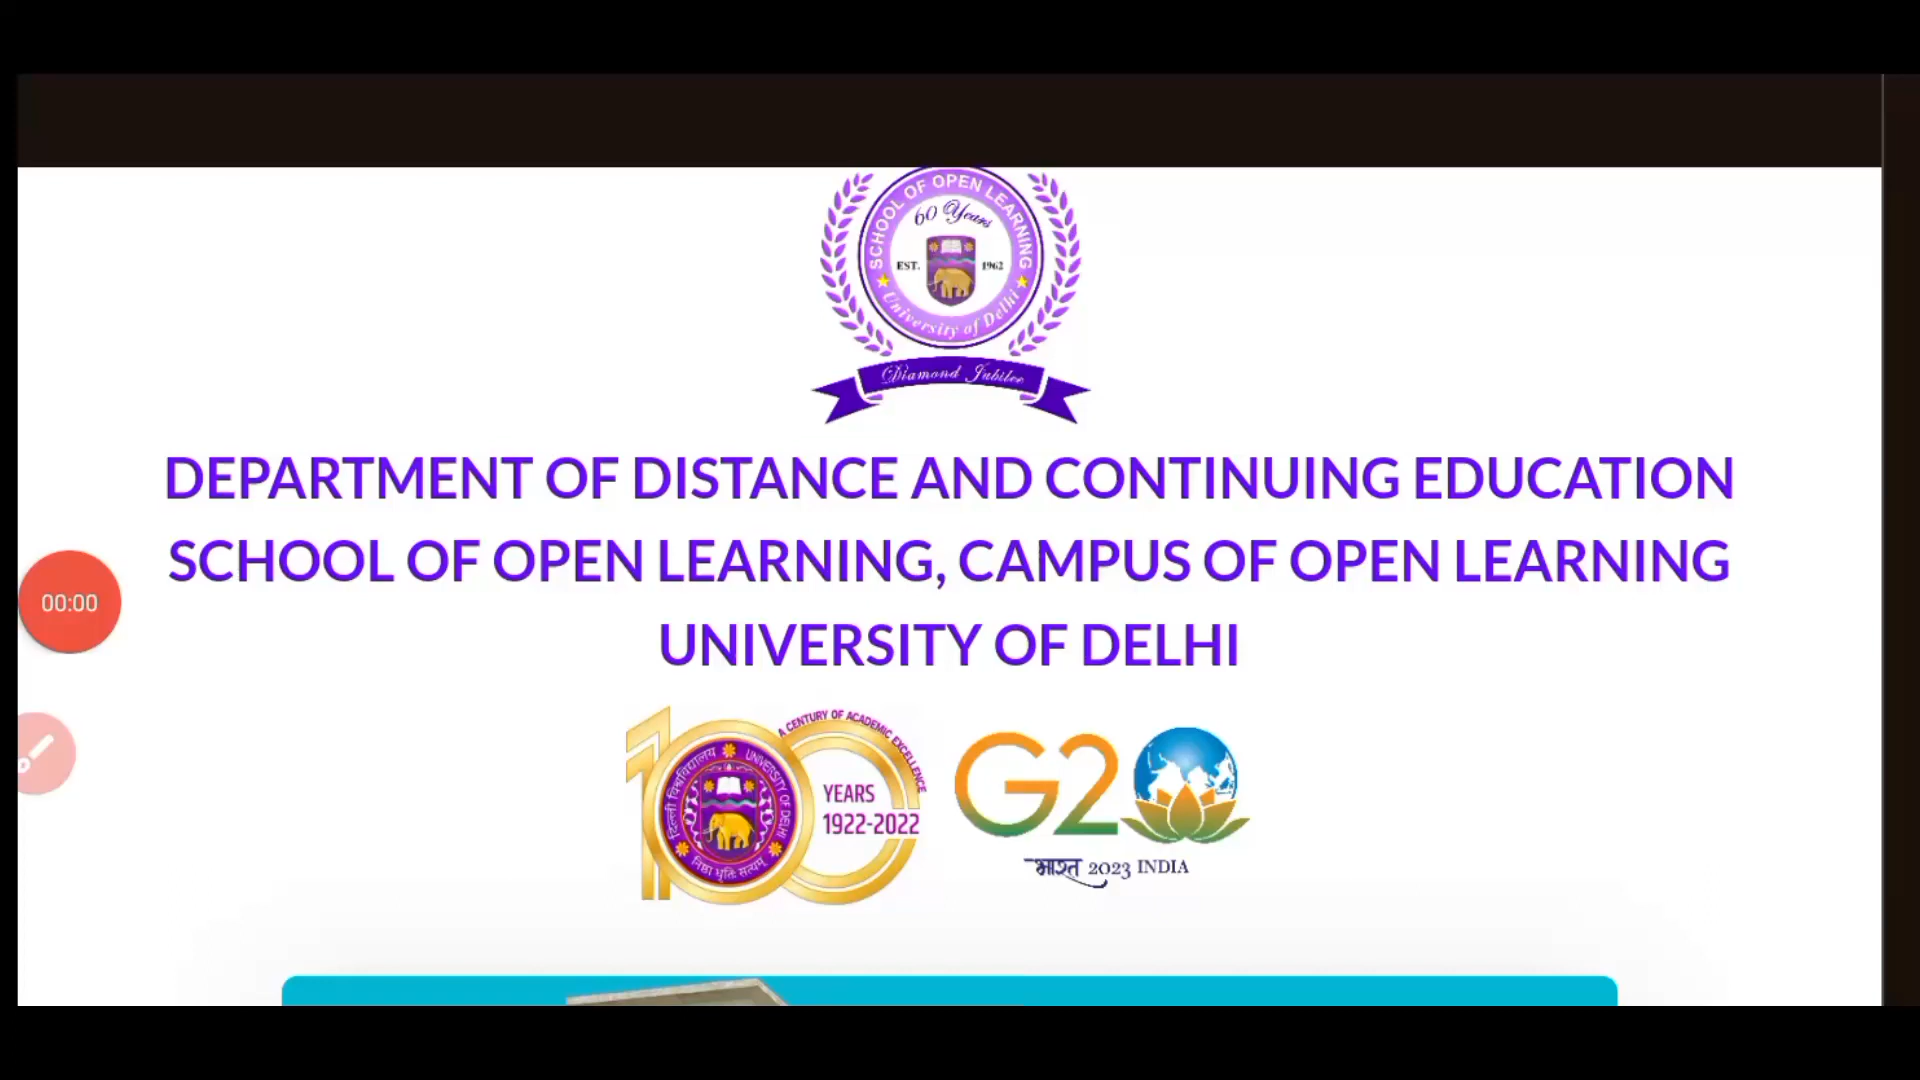 SCHOOL OF OPEN LEARNING
60 Years
EST. 1962
University of Delhi
Diamond Jubilee
DEPARTMENT OF DISTANCE AND CONTINUING EDUCATION
SCHOOL OF OPEN LEARNING, CAMPUS OF OPEN LEARNING
UNIVERSITY OF DELHI
00:00
A CENTURY OF ACADEMIC EXCELLENCE
100
दिल्ली विश्वविद्यालय UNIVERSITY OF DELHI
निष्ठा धृतिः सत्यम्
YEARS
1922-2022
G20
भारत 2023 INDIA